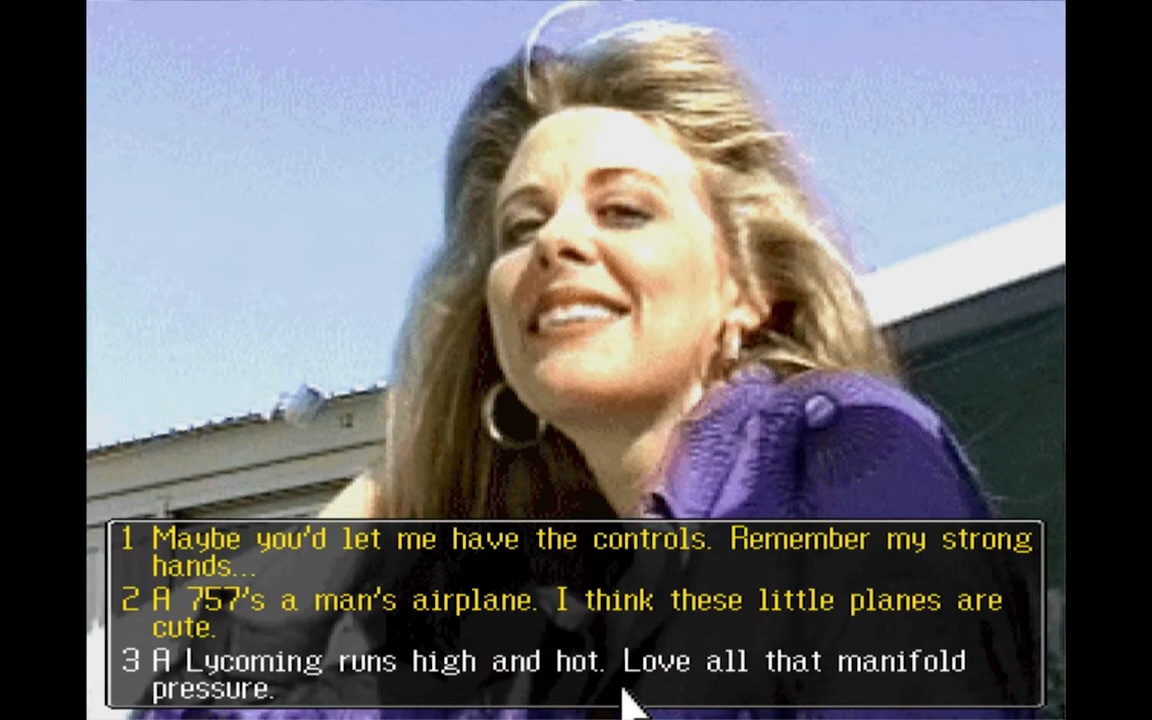 1 Maybe you'd let me have the controls. Remember my strong
hands...
2 A 757's a man's airplane. I think these little planes are
cute.
3 A Lycoming runs high and hot. Love all that manifold
pressure.